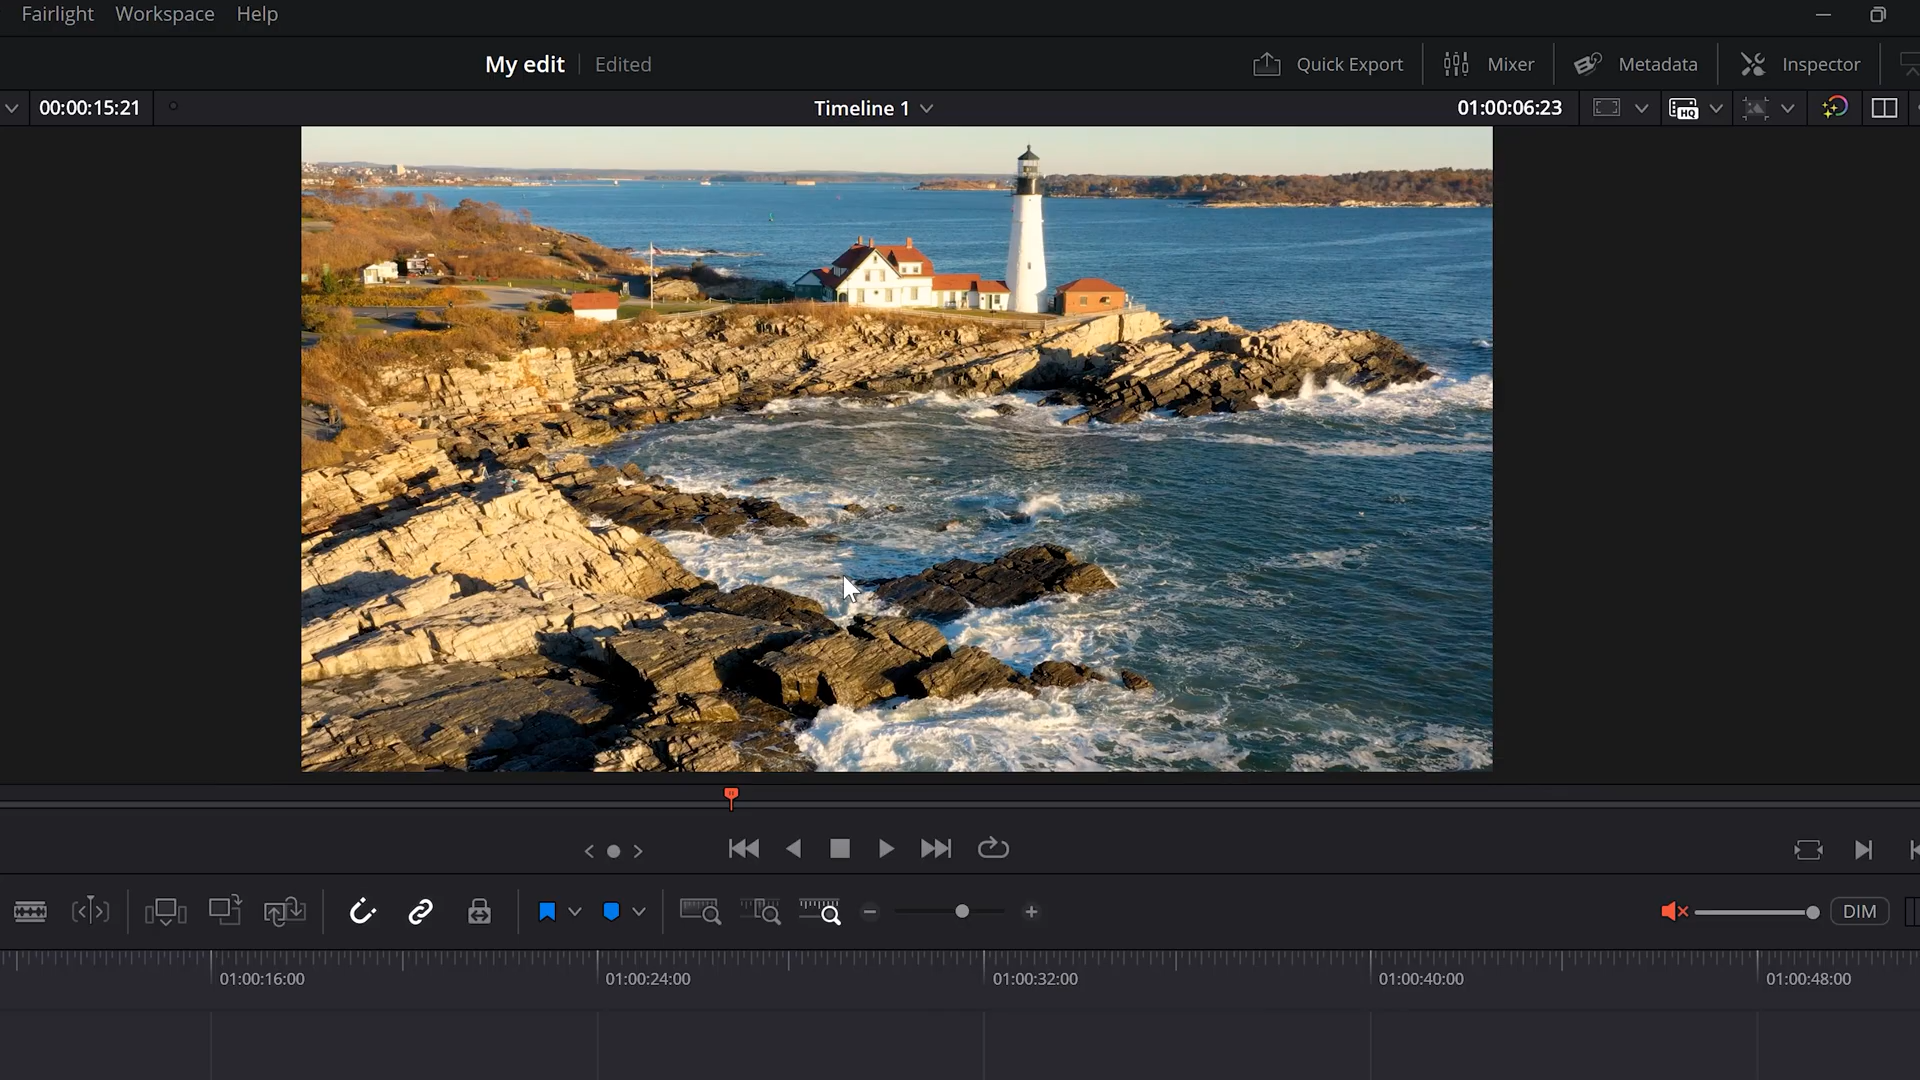 Fairlight Workspace Help
My edit Edited Quick Export Mixer Metadata Inspector
00:00:15:21 Timeline 1 01:00:06:23 HQ
DIM
01:00:16:00 01:00:24:00 01:00:32:00 01:00:40:00 01:00:48:00